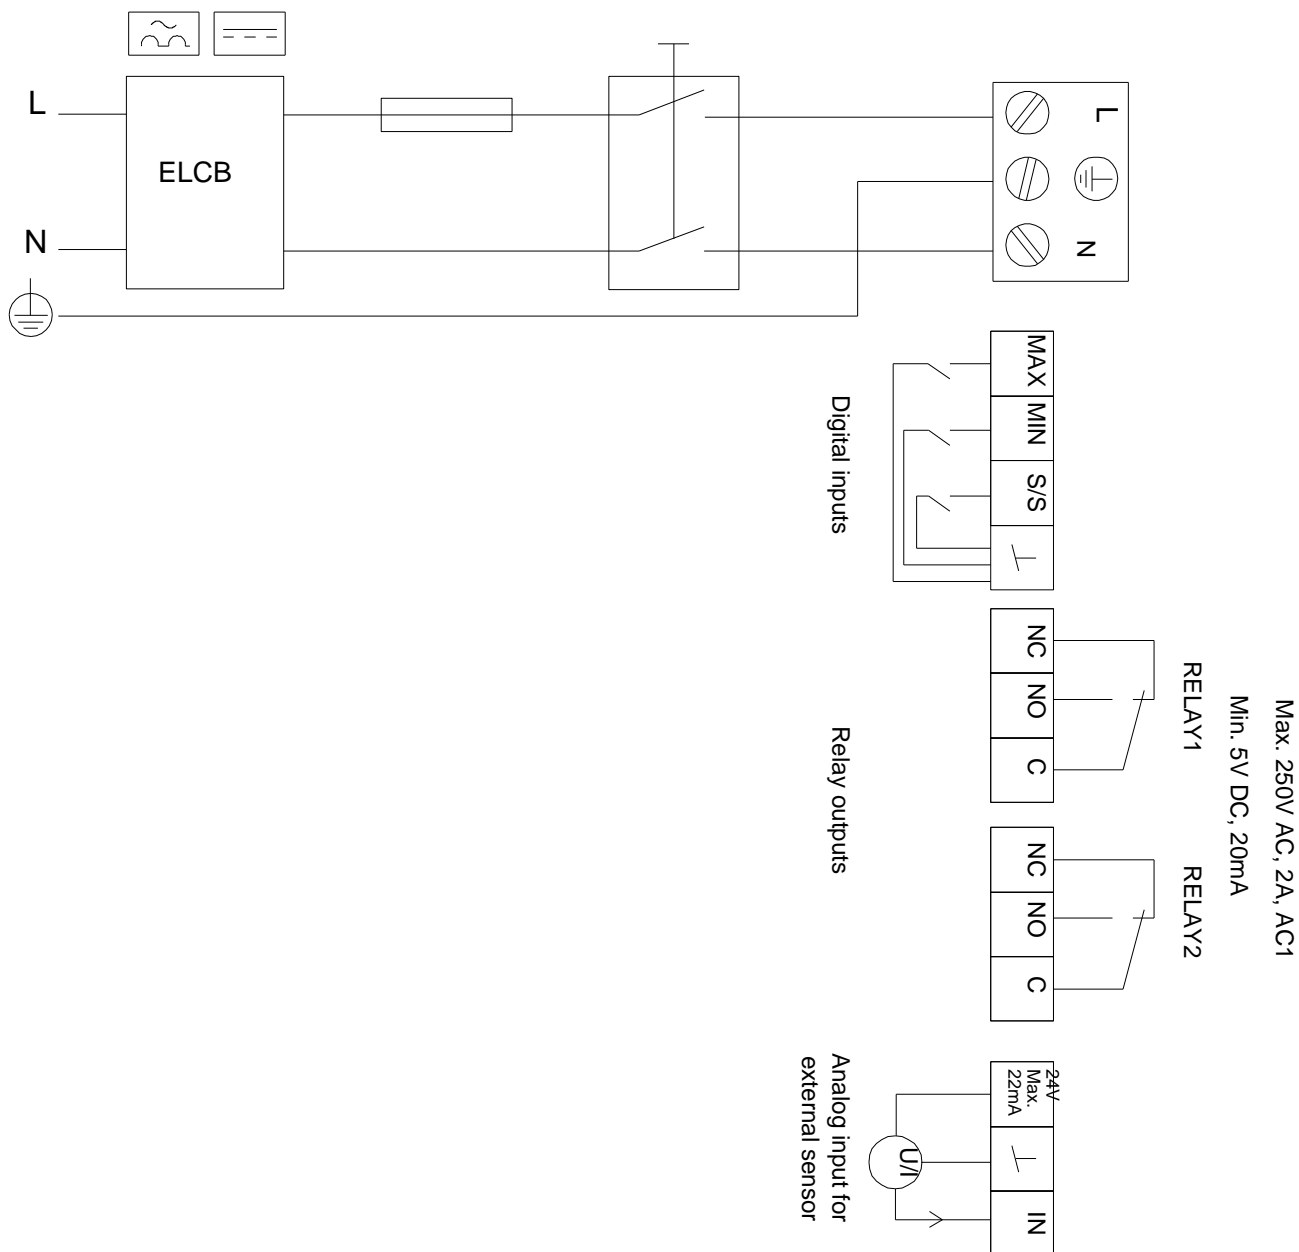 L
ELCB
N
L
N
MAX
MIN
S/S
Digital inputs
NC
NO
C
RELAY1
Max. 250V AC, 2A, AC1
Min. 5V DC, 20mA
Relay outputs
NC
NO
C
RELAY2
24V
Max.
22mA
IN
U/I
Analog input for
external sensor